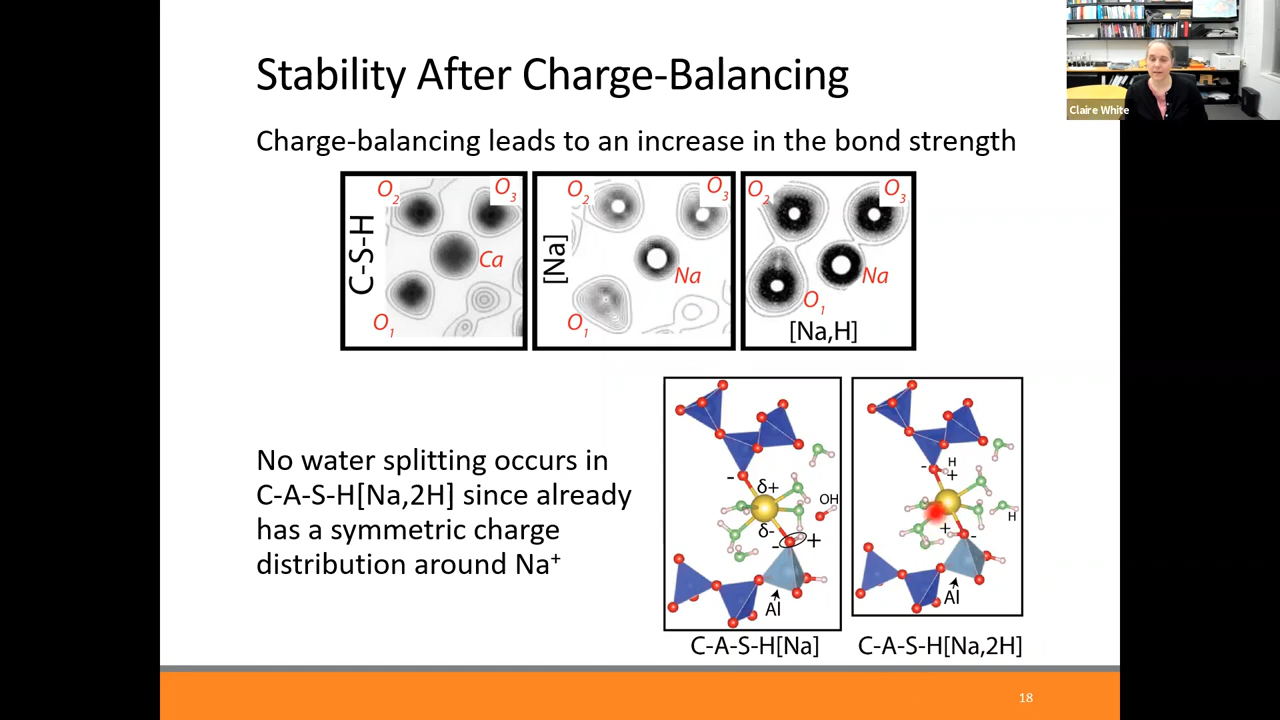 Stability After Charge-Balancing
Claire White
Charge-balancing leads to an increase in the bond strength
C-S-H
O2
O3
Ca
O1
[Na]
O2
O3
Na
O1
O2
O3
Na
O1
[Na,H]
No water splitting occurs in
C-A-S-H[Na,2H] since already
has a symmetric charge
distribution around Na⁺
-
δ+
OH
δ-
-
+
Al
C-A-S-H[Na]
-
H
+
H
+
-
Al
C-A-S-H[Na,2H]
18